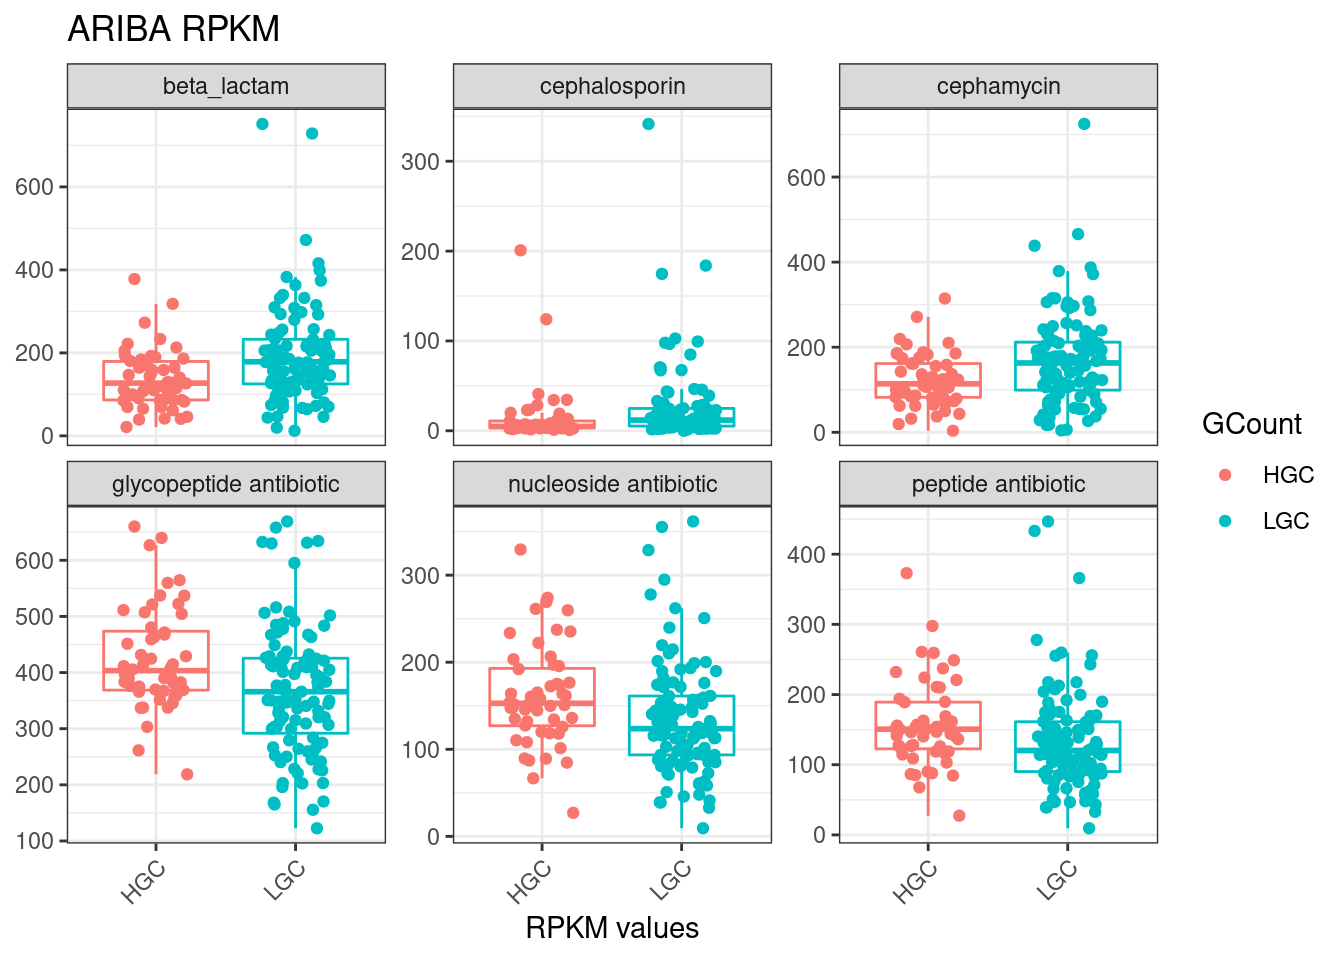 ARIBA RPKM
beta_lactam
cephalosporin
cephamycin
600
400
200
0
300
200
100
0
600
400
200
0
glycopeptide antibiotic
nucleoside antibiotic
peptide antibiotic
600
500
400
300
200
100
300
200
100
0
400
300
200
100
0
HGC
LGC
HGC
LGC
HGC
LGC
RPKM values
GCount
HGC
LGC